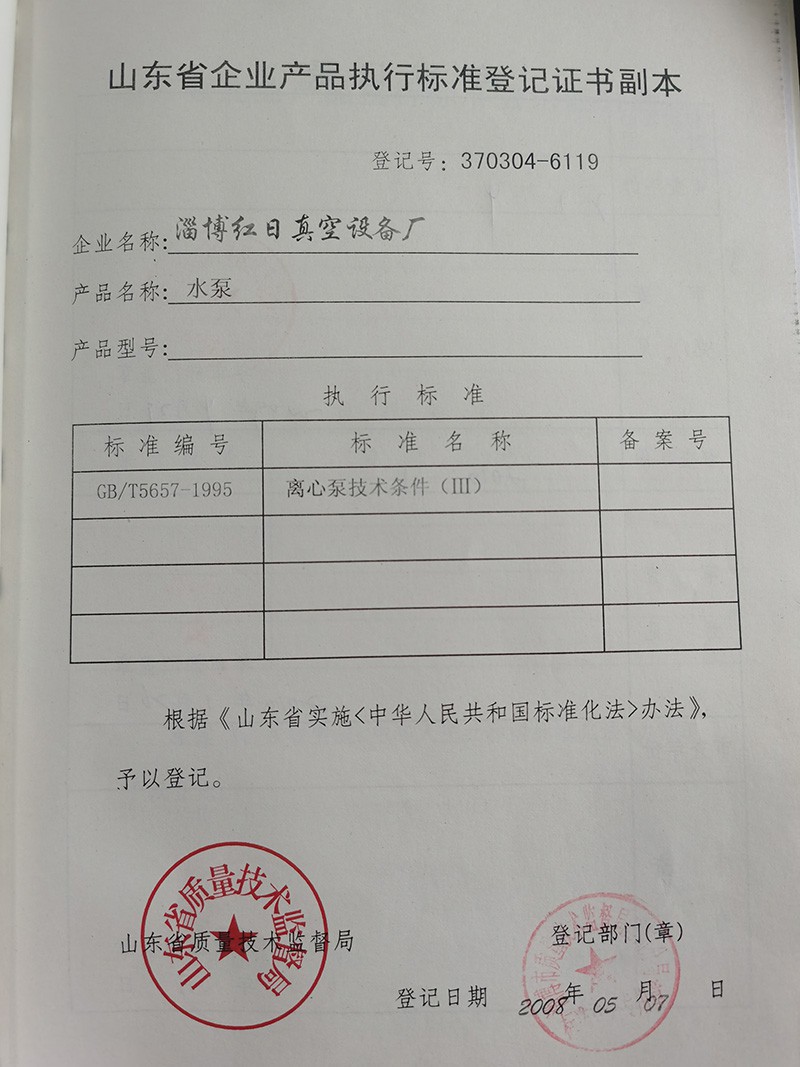 山东省企业产品执行标准登记证书副本
登记号：370304-6119
企业名称：淄博红日真空设备厂
产品名称：水泵
产品型号：
执行标准
标准编号 标准名称 备案号
GB/T5657-1995 离心泵技术条件（III）
根据《山东省实施<中华人民共和国标准化法>办法》，
予以登记。
山东省质量技术监督局
山东省质量技术监督局
登记部门(章)
登记日期 2008年 05 月 07 日